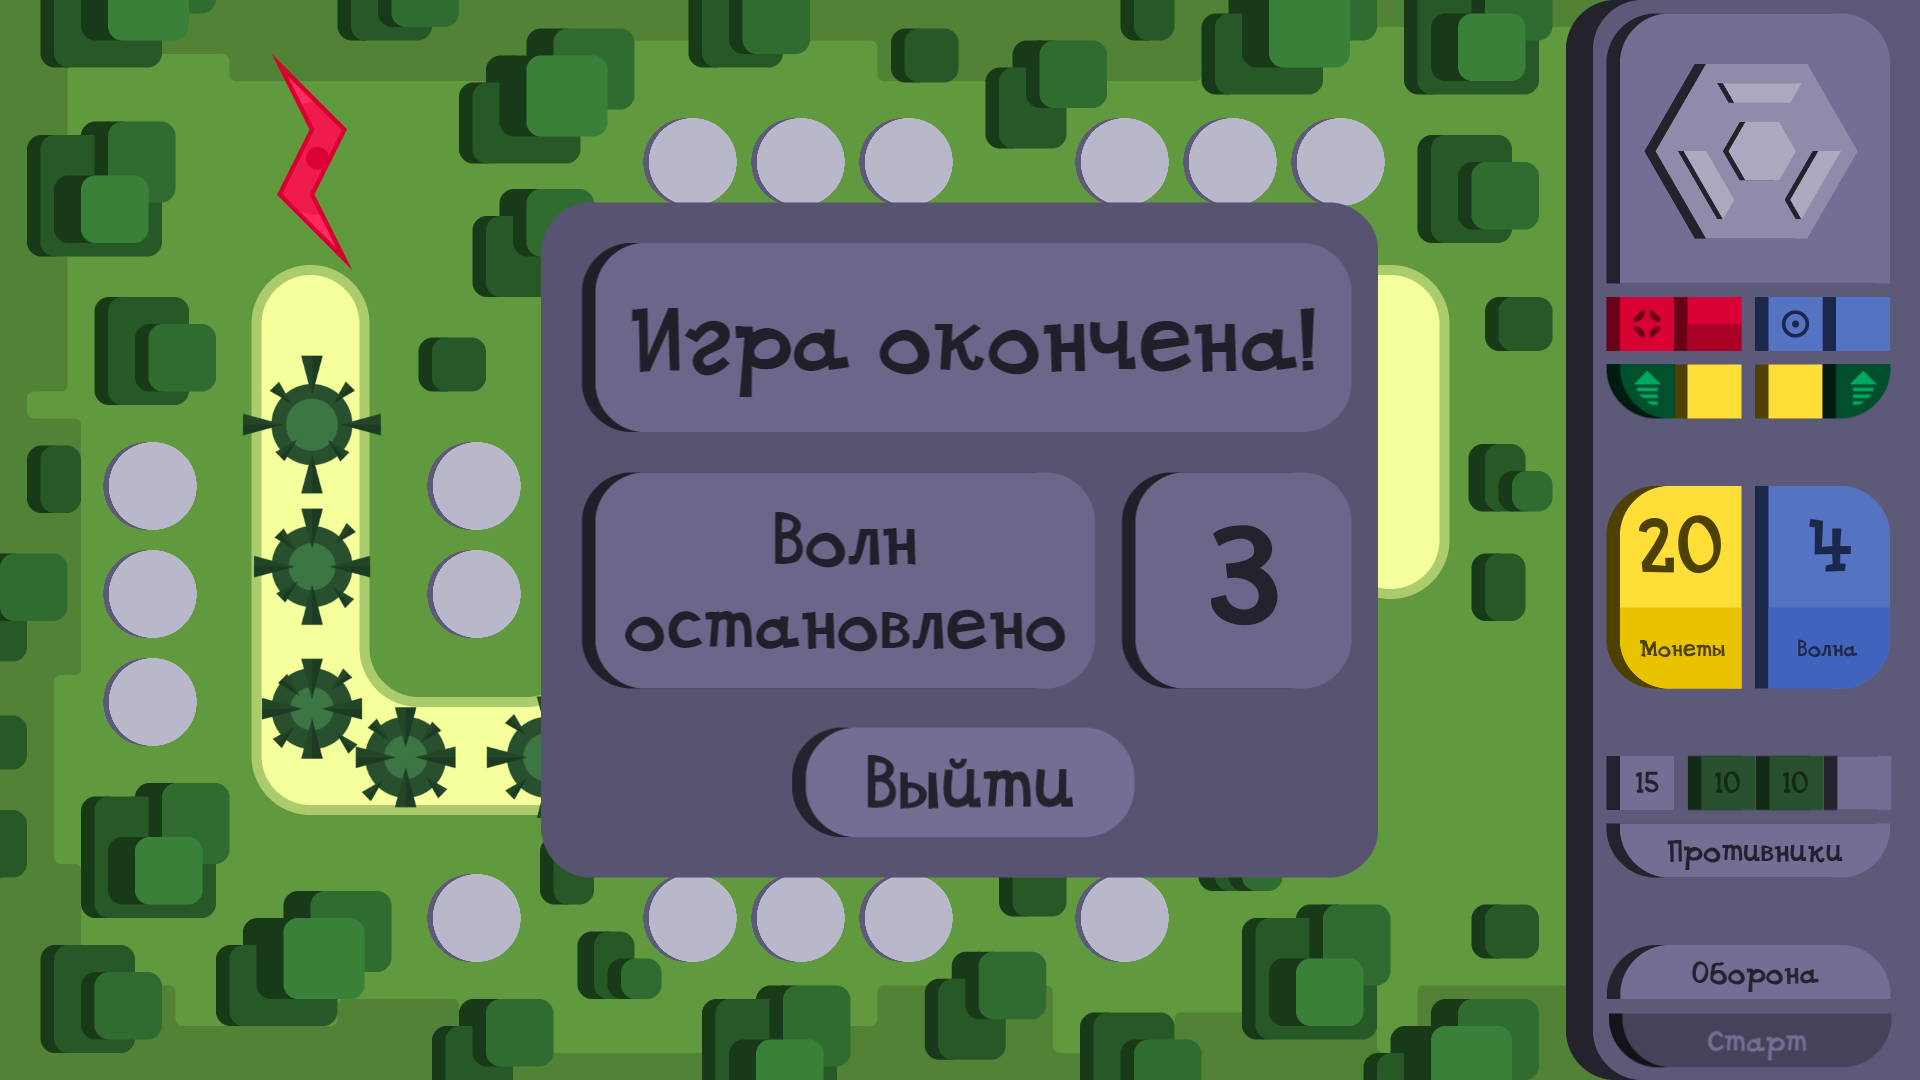 Игра окончена!
Волн
остановлено
3
Выйти
20
4
Монеты
Волна
15
10
10
Противники
Оборона
Старт